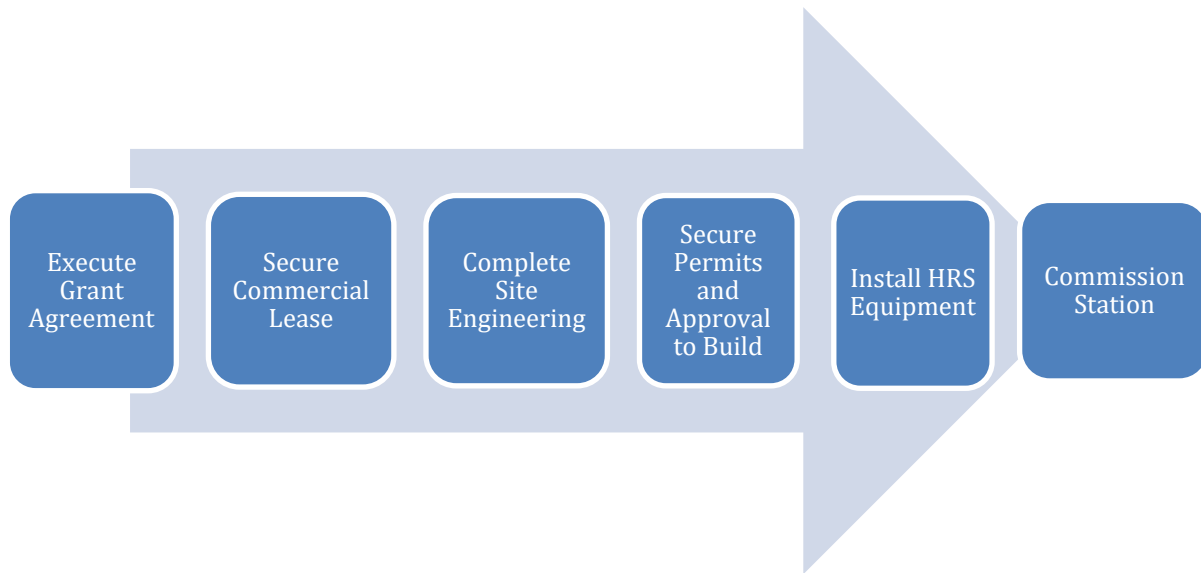 Execute
Grant
Agreement
Secure
Commercial
Lease
Complete
Site
Engineering
Secure
Permits
and
Approval
to Build
Install HRS
Equipment
Commission
Station